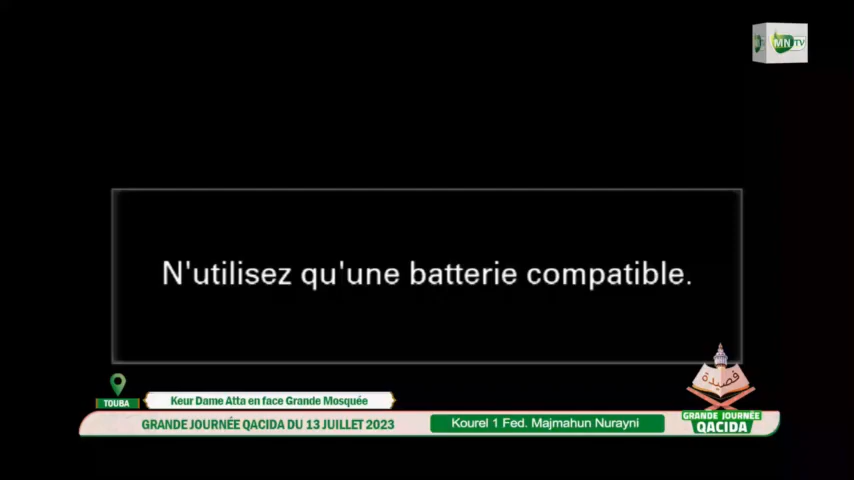 MN TV
N'utilisez qu'une batterie compatible.
TOUBA
Keur Dame Atta en face Grande Mosquée
GRANDE JOURNÉE QACIDA DU 13 JUILLET 2023
Kourel 1 Fed. Majmahun Nurayni
قصيدة
GRANDE JOURNÉE
QACIDA